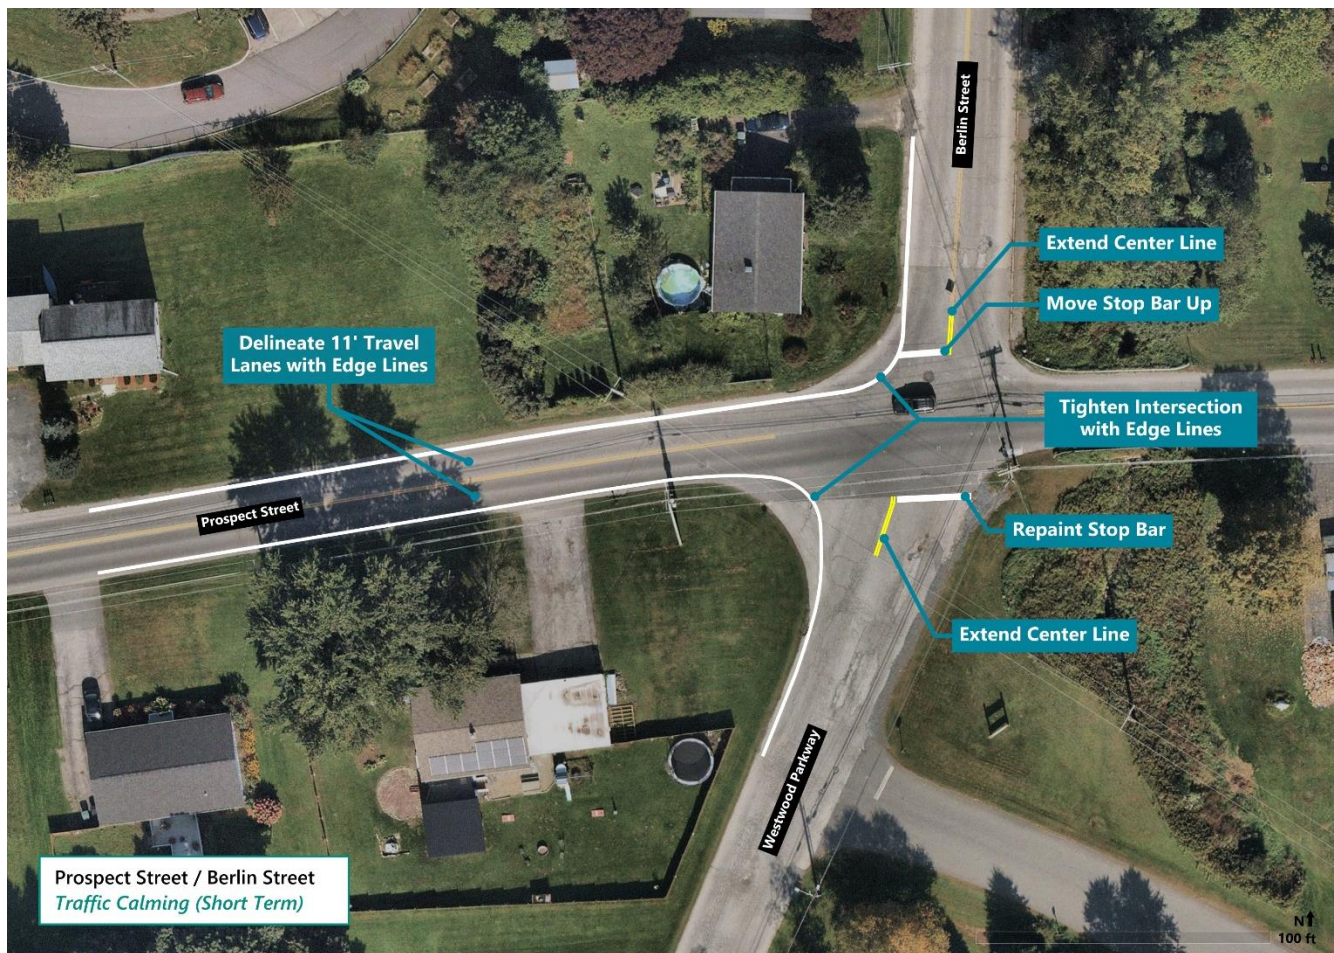 Berlin Street
Extend Center Line
Move Stop Bar Up
Delineate 11' Travel
Lanes with Edge Lines
Tighten Intersection
with Edge Lines
Prospect Street
Repaint Stop Bar
Extend Center Line
Westwood Parkway
Prospect Street / Berlin Street
Traffic Calming (Short Term)
N
100 ft